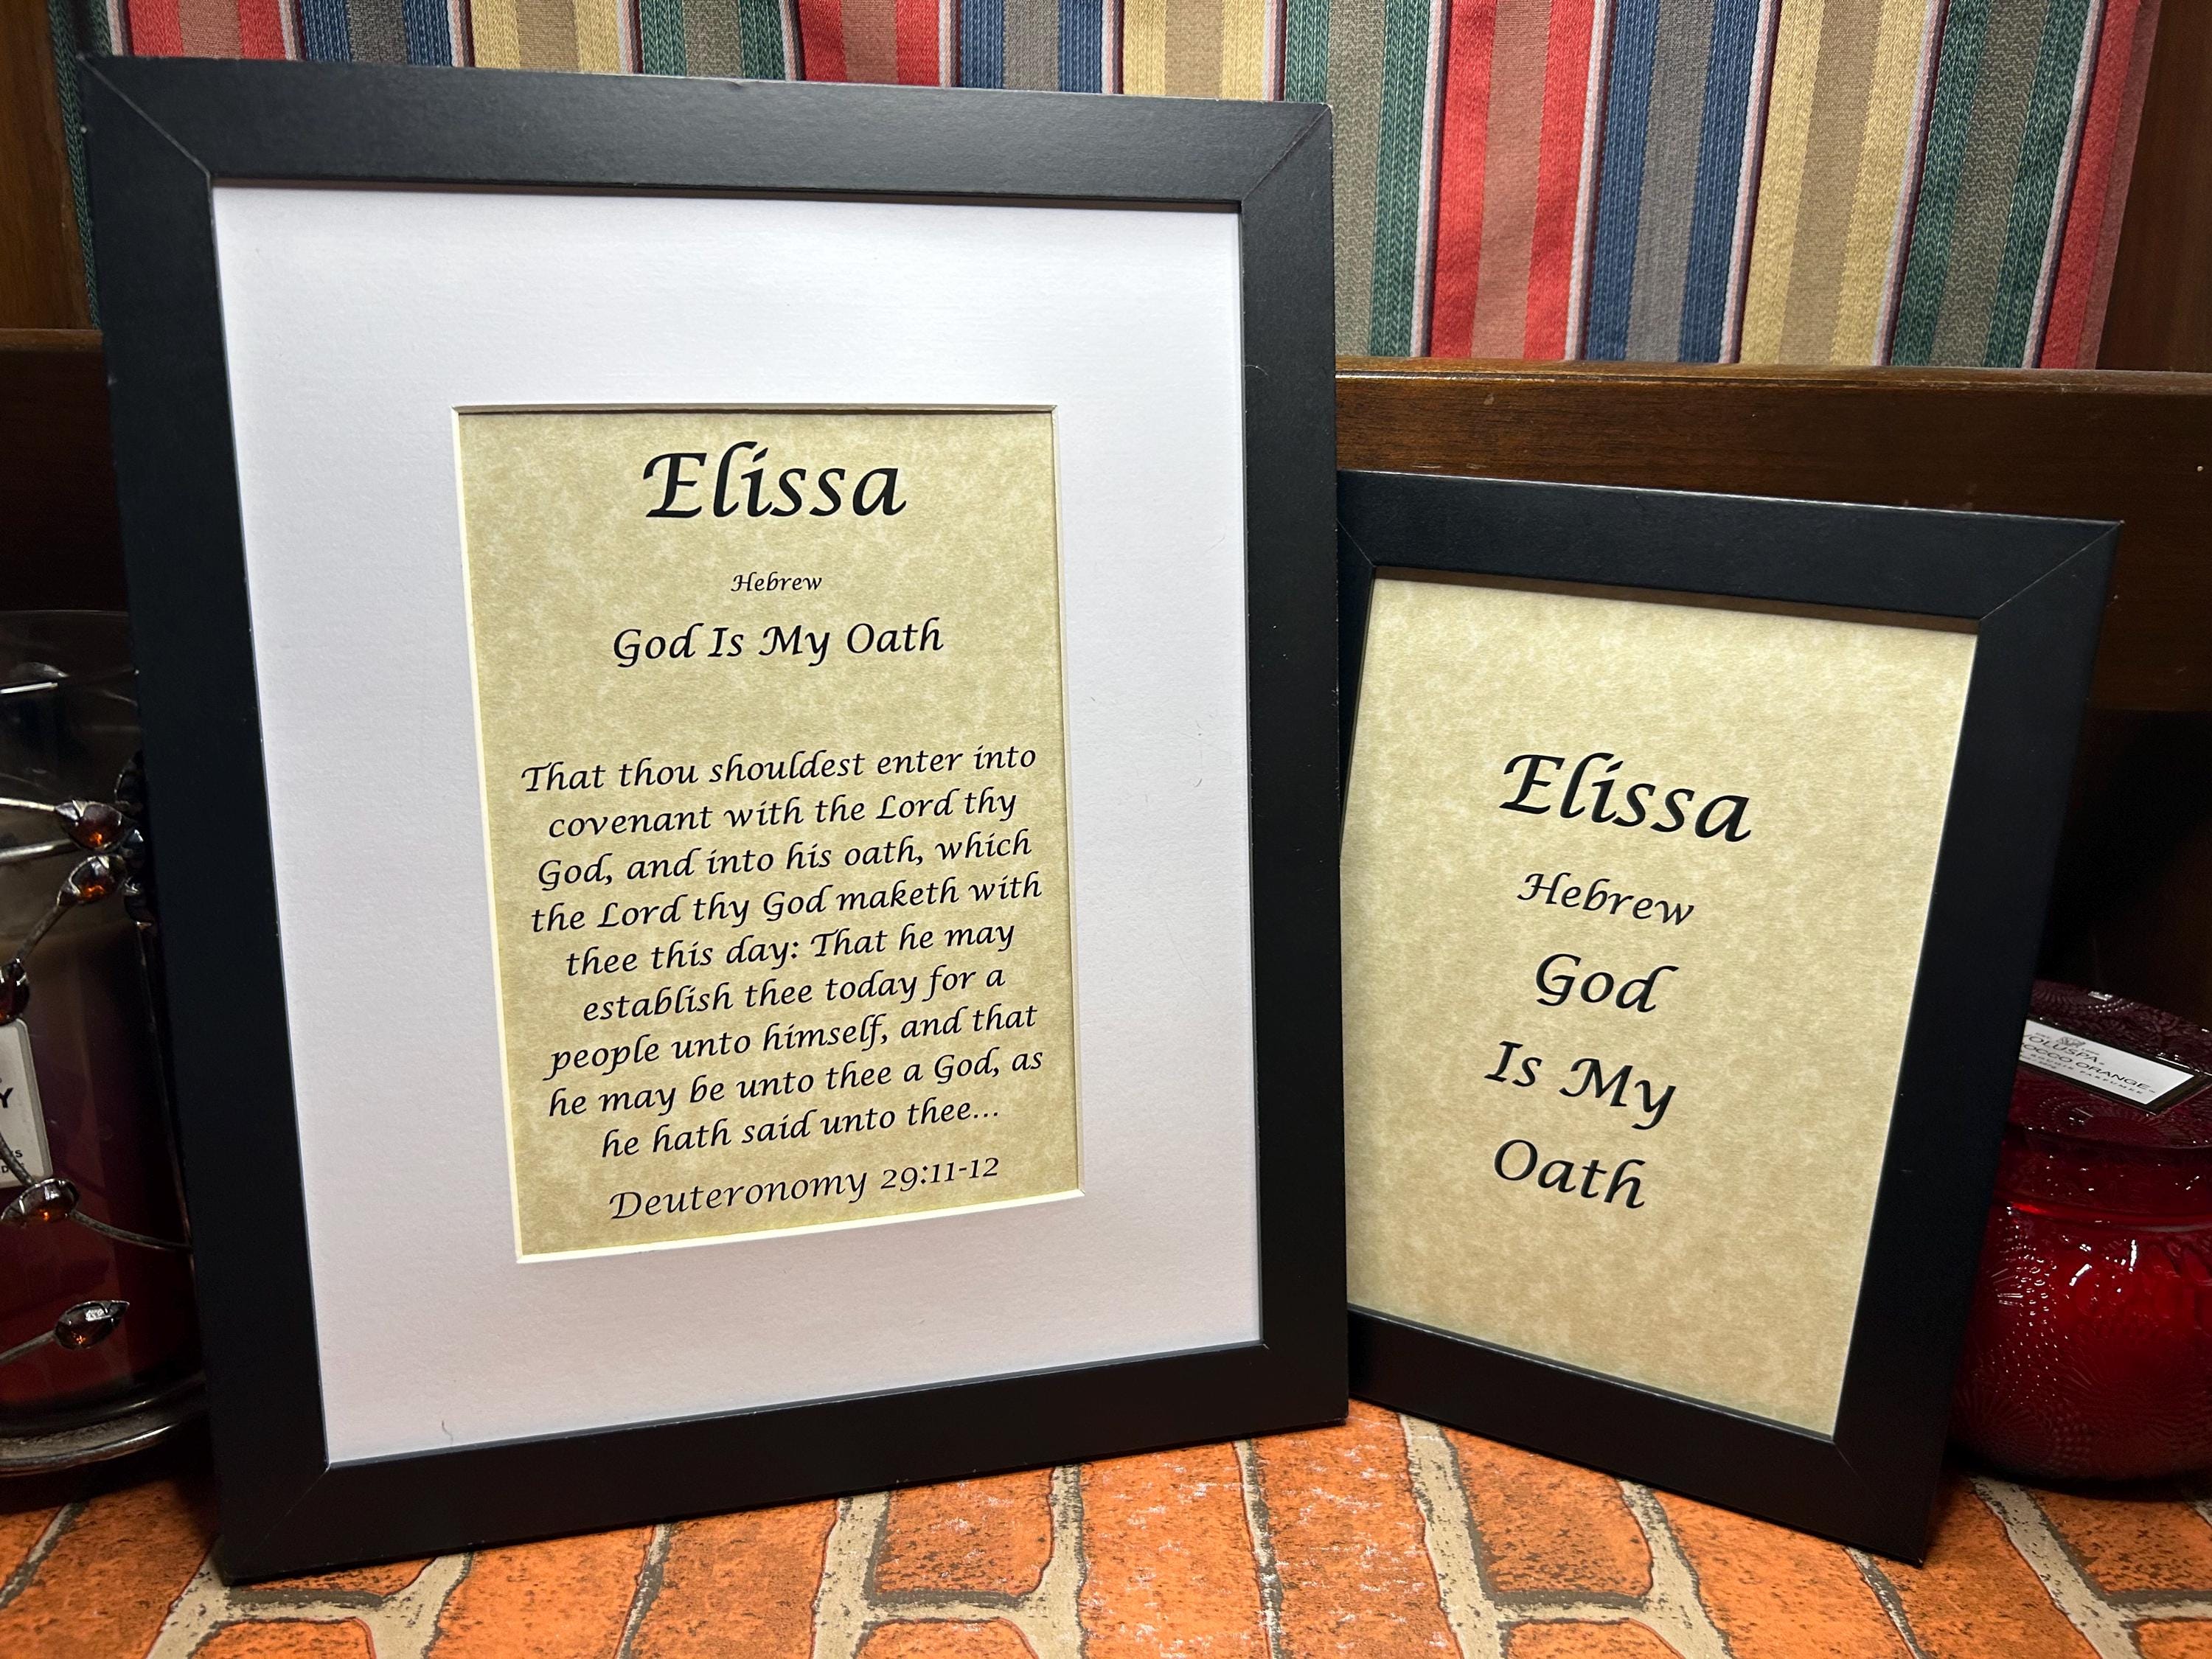 Elissa
Hebrew
God Is My Oath
That thou shouldest enter into
covenant with the Lord thy
God, and into his oath, which
the Lord thy God maketh with
thee this day: That he may
establish thee today for a
people unto himself, and that
he may be unto thee a God, as
he hath said unto thee...
Deuteronomy 29:11-12
Elissa
Hebrew
God
Is My
Oath
VOLUSPA
ORANGE